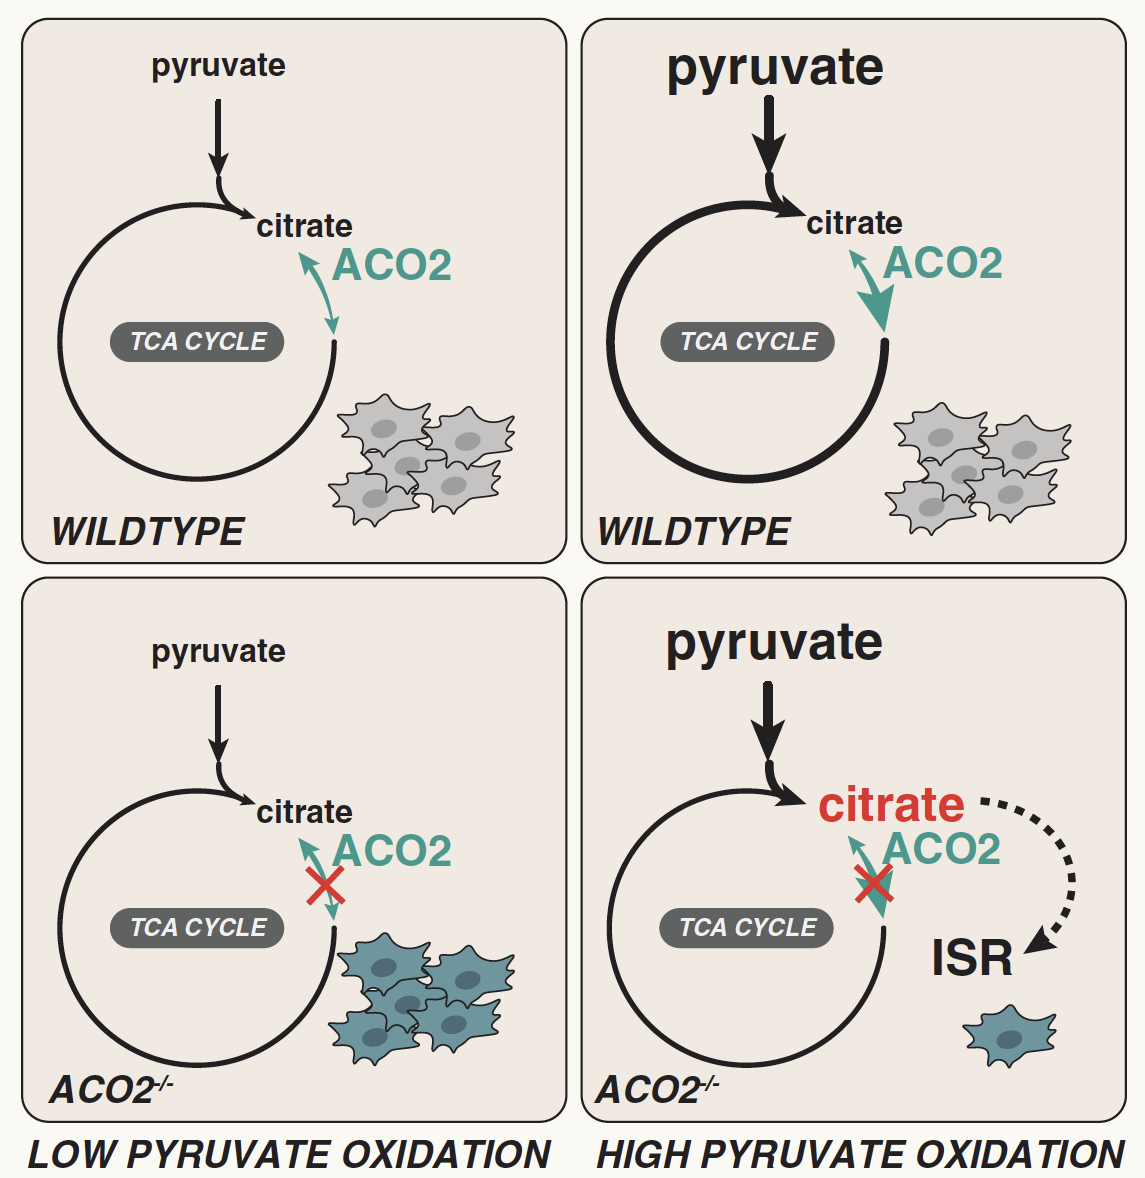 pyruvate
citrate
ACO2
TCA CYCLE
WILDTYPE
pyruvate
citrate
ACO2
TCA CYCLE
WILDTYPE
pyruvate
citrate
ACO2
TCA CYCLE
ACO2-/-
pyruvate
citrate
ACO2
TCA CYCLE
ISR
ACO2-/-
LOW PYRUVATE OXIDATION
HIGH PYRUVATE OXIDATION